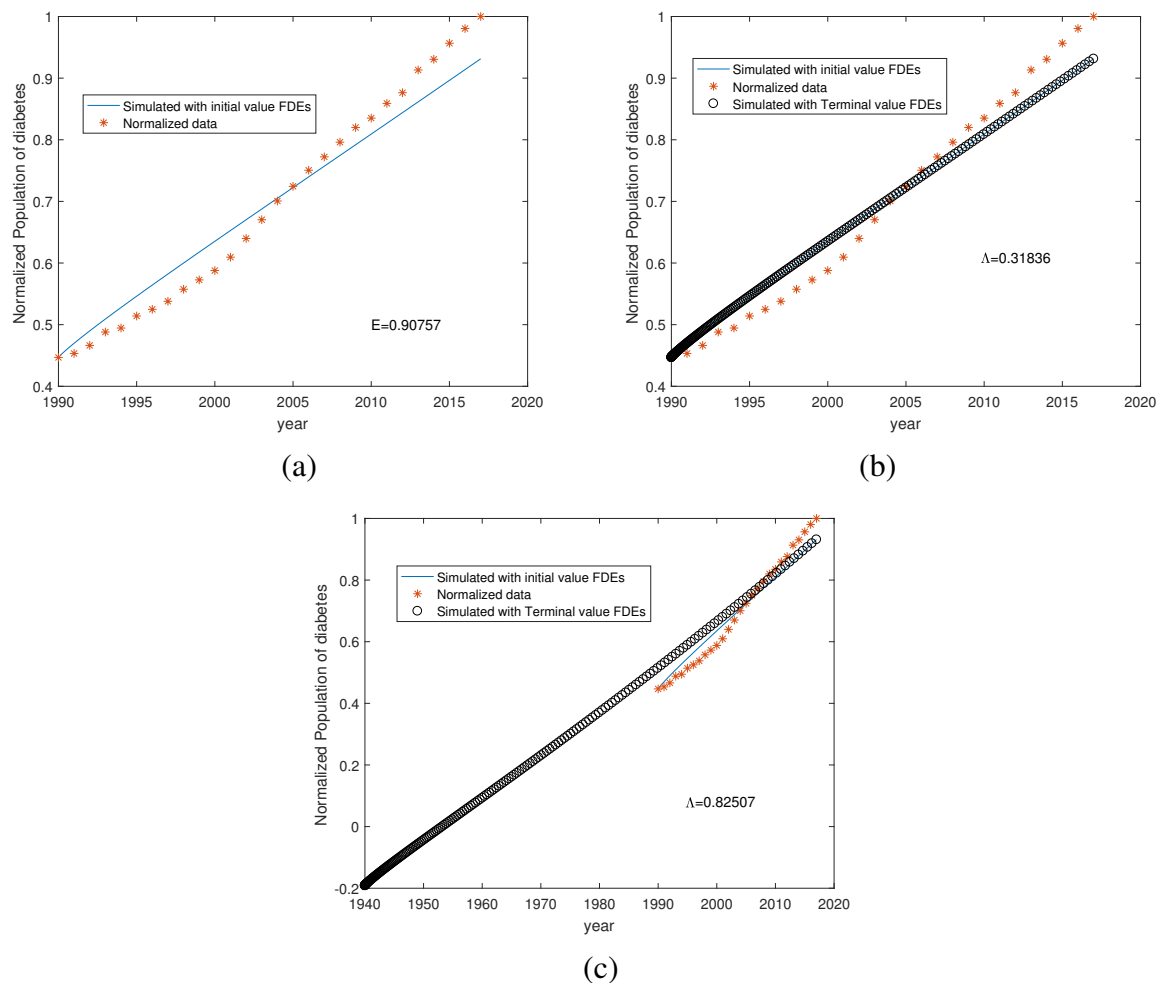 1
0.9
0.8
0.7
0.6
0.5
0.4
Normalized Population of diabetes
Simulated with initial value FDEs
Normalized data
E=0.90757
1990 1995 2000 2005 2010 2015 2020
year
(a)
1
0.9
0.8
0.7
0.6
0.5
0.4
Normalized Population of diabetes
Simulated with initial value FDEs
Normalized data
Simulated with Terminal value FDEs
Λ=0.31836
1990 1995 2000 2005 2010 2015 2020
year
(b)
1
0.8
0.6
0.4
0.2
0
-0.2
Normalized Population of diabetes
Simulated with initial value FDEs
Normalized data
Simulated with Terminal value FDEs
Λ=0.82507
1940 1950 1960 1970 1980 1990 2000 2010 2020
year
(c)